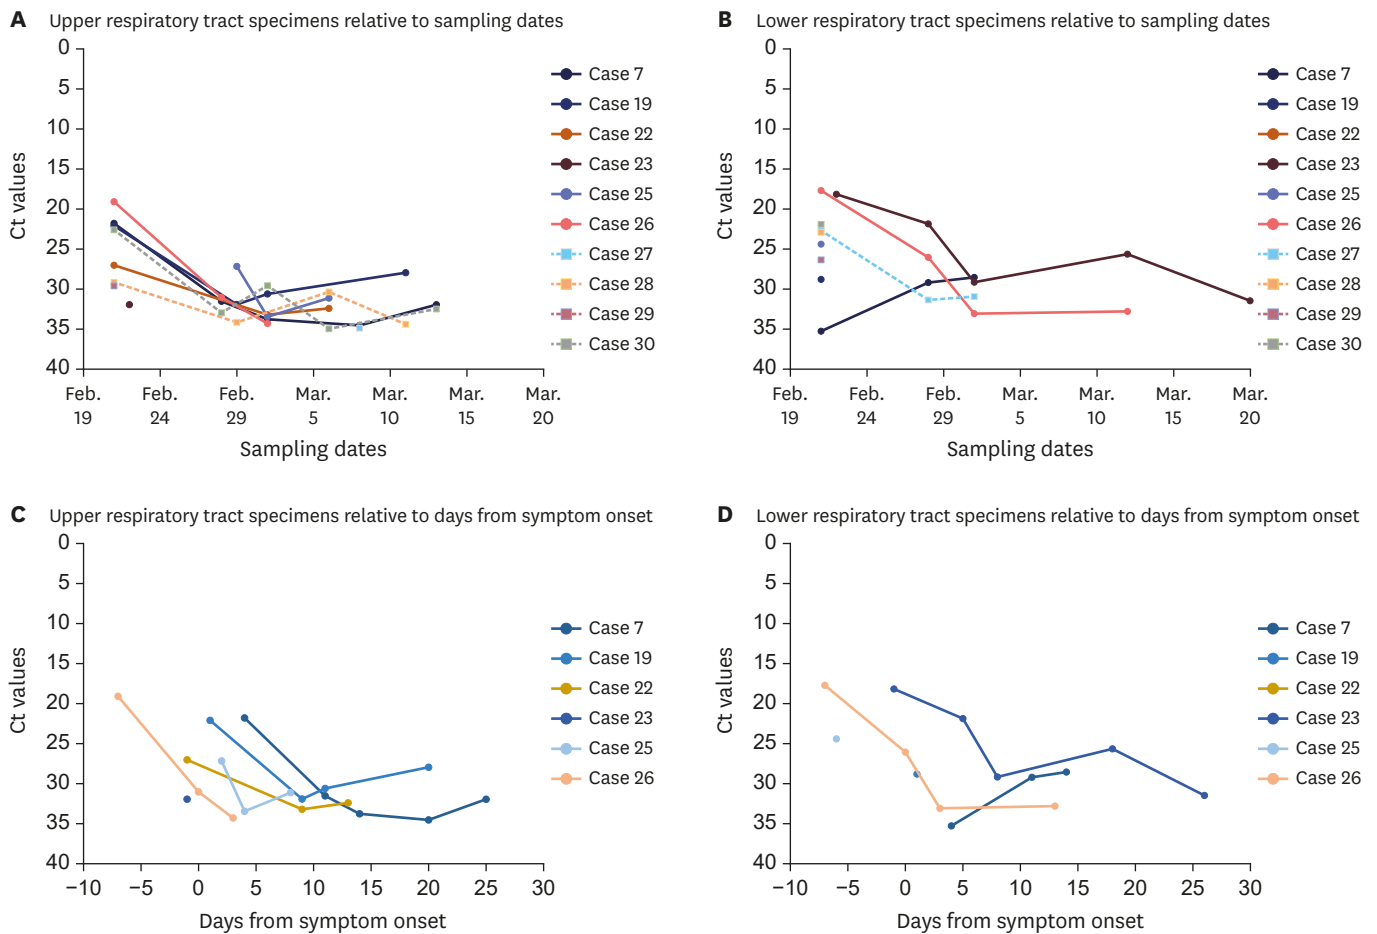 A Upper respiratory tract specimens relative to sampling dates
0
5
10
15
20
25
30
35
40
Ct values
Feb. 19
Feb. 24
Feb. 29
Mar. 5
Mar. 10
Mar. 15
Mar. 20
Sampling dates
Case 7
Case 19
Case 22
Case 23
Case 25
Case 26
Case 27
Case 28
Case 29
Case 30
B Lower respiratory tract specimens relative to sampling dates
0
5
10
15
20
25
30
35
40
Ct values
Feb. 19
Feb. 24
Feb. 29
Mar. 5
Mar. 10
Mar. 15
Mar. 20
Sampling dates
Case 7
Case 19
Case 22
Case 23
Case 25
Case 26
Case 27
Case 28
Case 29
Case 30
C Upper respiratory tract specimens relative to days from symptom onset
0
5
10
15
20
25
30
35
40
Ct values
−10 −5 0 5 10 15 20 25 30
Days from symptom onset
Case 7
Case 19
Case 22
Case 23
Case 25
Case 26
D Lower respiratory tract specimens relative to days from symptom onset
0
5
10
15
20
25
30
35
40
Ct values
−10 −5 0 5 10 15 20 25 30
Days from symptom onset
Case 7
Case 19
Case 22
Case 23
Case 25
Case 26